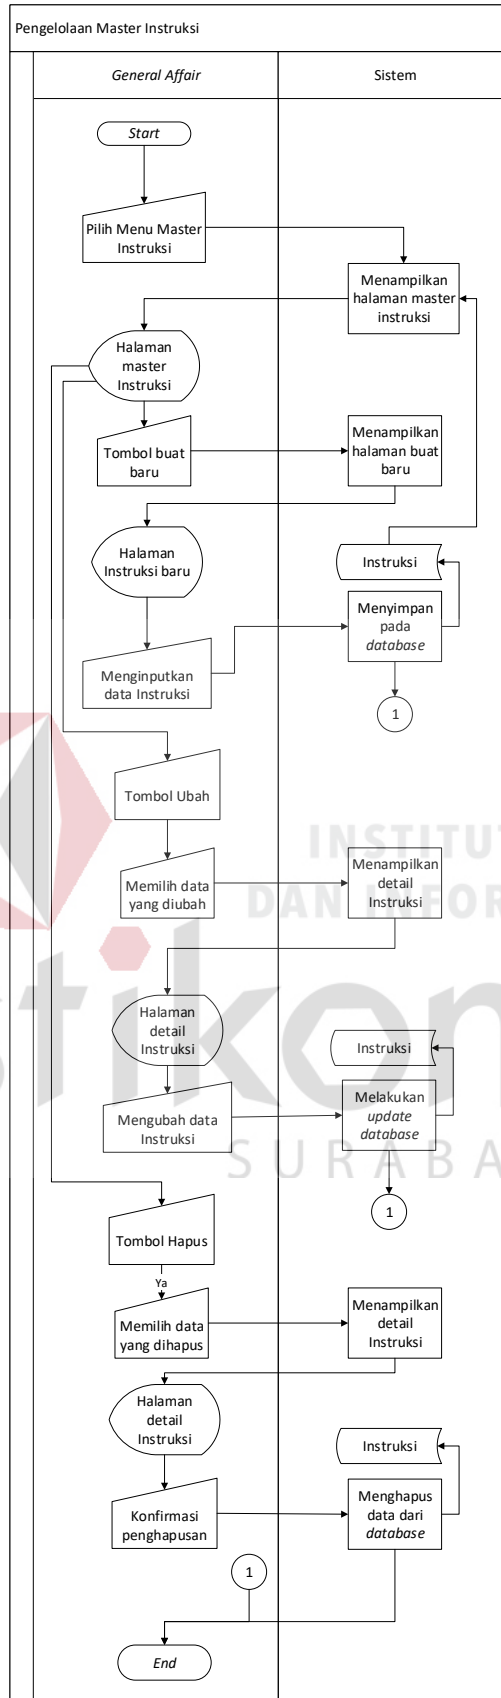 Pengelolaan Master Instruksi
General Affair
Sistem
Start
Pilih Menu Master
Instruksi
Menampilkan
halaman master
instruksi
Halaman
master
Instruksi
Tombol buat
baru
Menampilkan
halaman buat
baru
Halaman
Instruksi baru
Instruksi
Menginputkan
data Instruksi
Menyimpan
pada
database
1
Tombol Ubah
Memilih data
yang diubah
Menampilkan
detail
Instruksi
Halaman
detail
Instruksi
Instruksi
Mengubah data
Instruksi
Melakukan
update
database
1
Tombol Hapus
Ya
Memilih data
yang dihapus
Menampilkan
detail
Instruksi
Halaman
detail
Instruksi
Instruksi
Konfirmasi
penghapusan
Menghapus
data dari
database
1
End
INSTITUT
DAN INFOR
stikom
SURABA